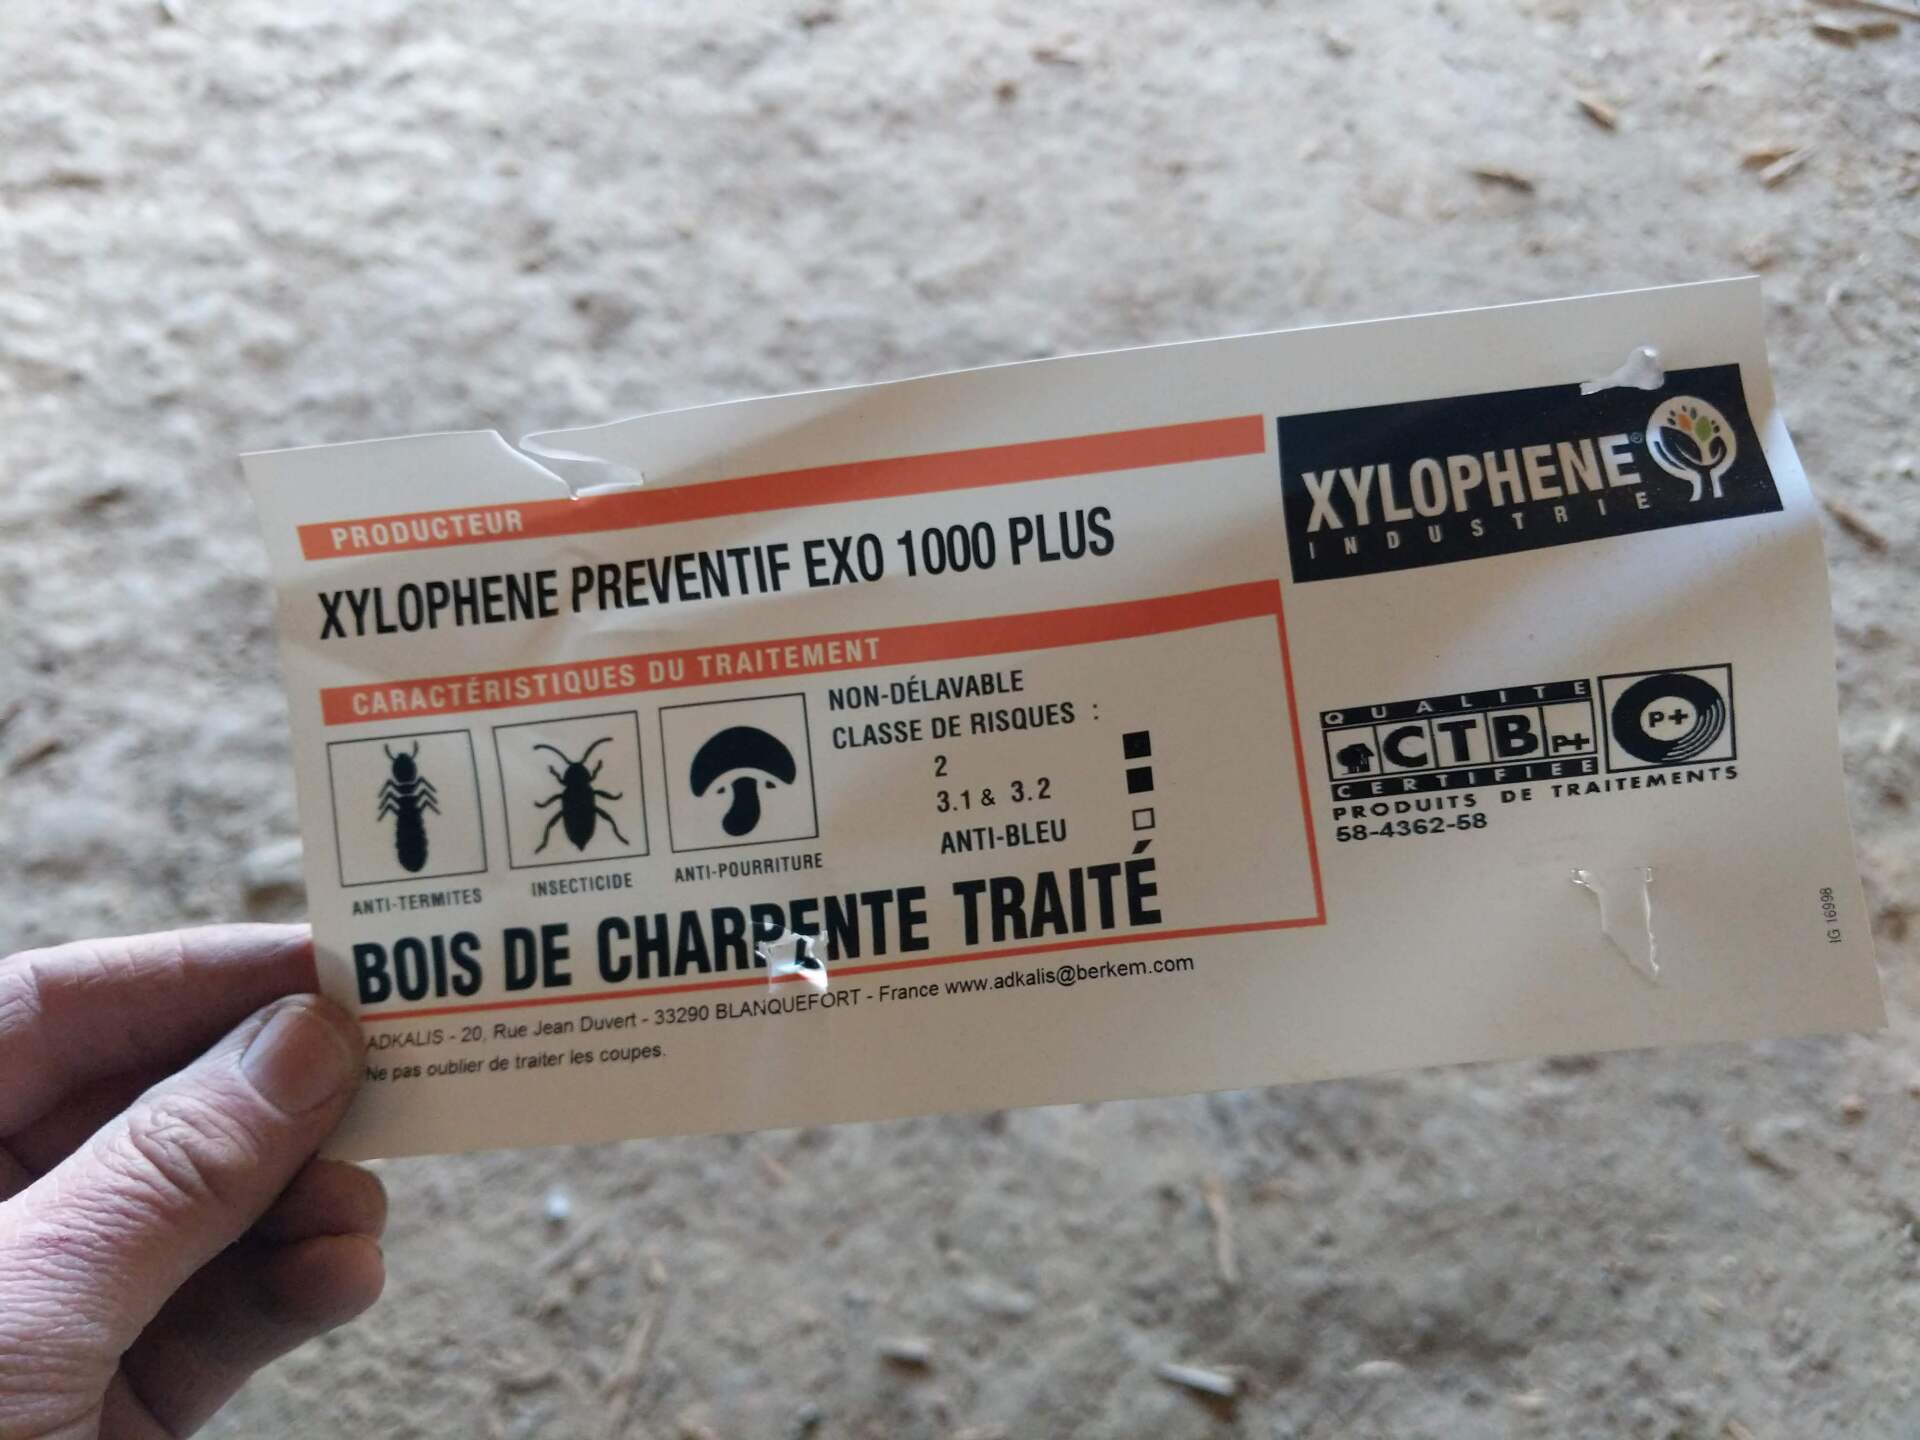 PRODUCTEUR
XYLOPHENE PREVENTIF EXO 1000 PLUS
CARACTÉRISTIQUES DU TRAITEMENT
ANTI-TERMITES
INSECTICIDE
ANTI-POURRITURE
NON-DÉLAVABLE
CLASSE DE RISQUES :
2
3.1 & 3.2
ANTI-BLEU
BOIS DE CHARPENTE TRAITÉ
ADKALIS - 20, Rue Jean Duvert - 33290 BLANQUEFORT - France www.adkalis@berkem.com
Ne pas oublier de traiter les coupes.
XYLOPHENE®
INDUSTRIE
QUALITE
CTB P+
CERTIFIEE
P+
PRODUITS DE TRAITEMENTS
58-4362-58
IG 16998